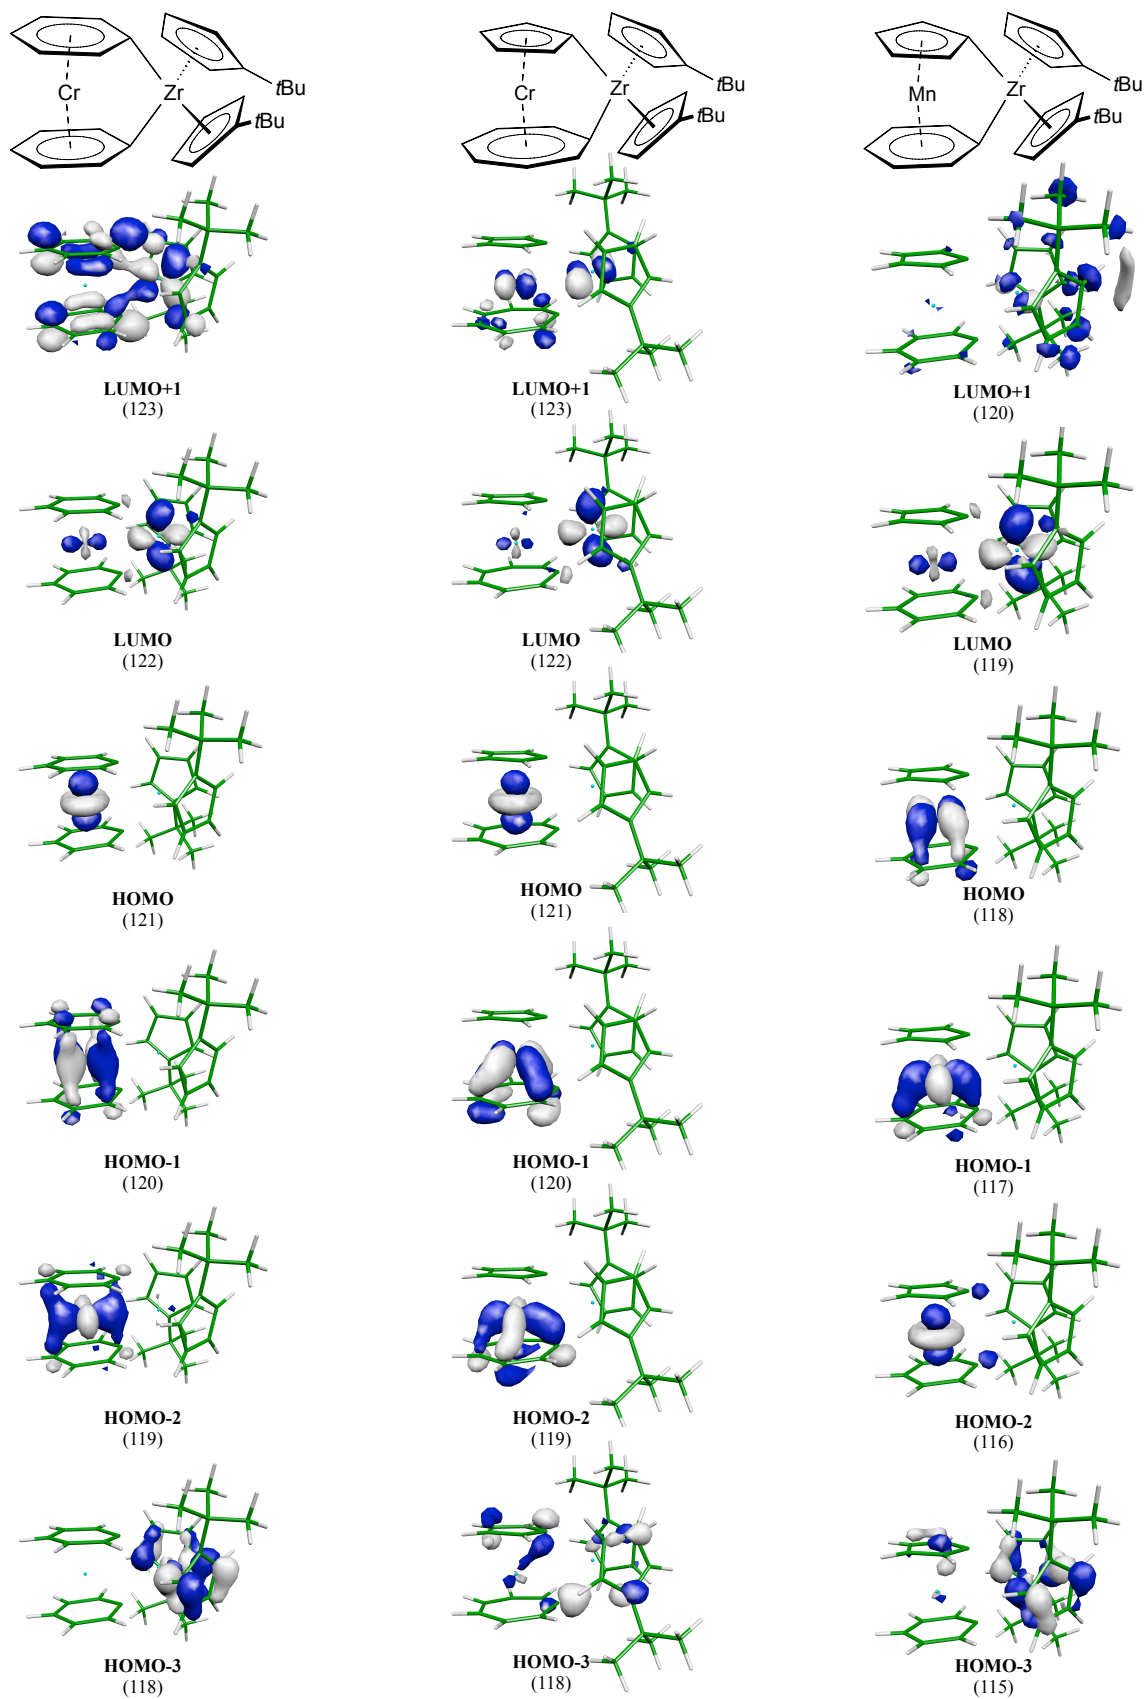 Cr Zr tBu tBu
Cr Zr tBu tBu
Mn Zr tBu tBu
LUMO+1
(123)
LUMO+1
(123)
LUMO+1
(120)
LUMO
(122)
LUMO
(122)
LUMO
(119)
HOMO
(121)
HOMO
(121)
HOMO
(118)
HOMO-1
(120)
HOMO-1
(120)
HOMO-1
(117)
HOMO-2
(119)
HOMO-2
(119)
HOMO-2
(116)
HOMO-3
(118)
HOMO-3
(118)
HOMO-3
(115)